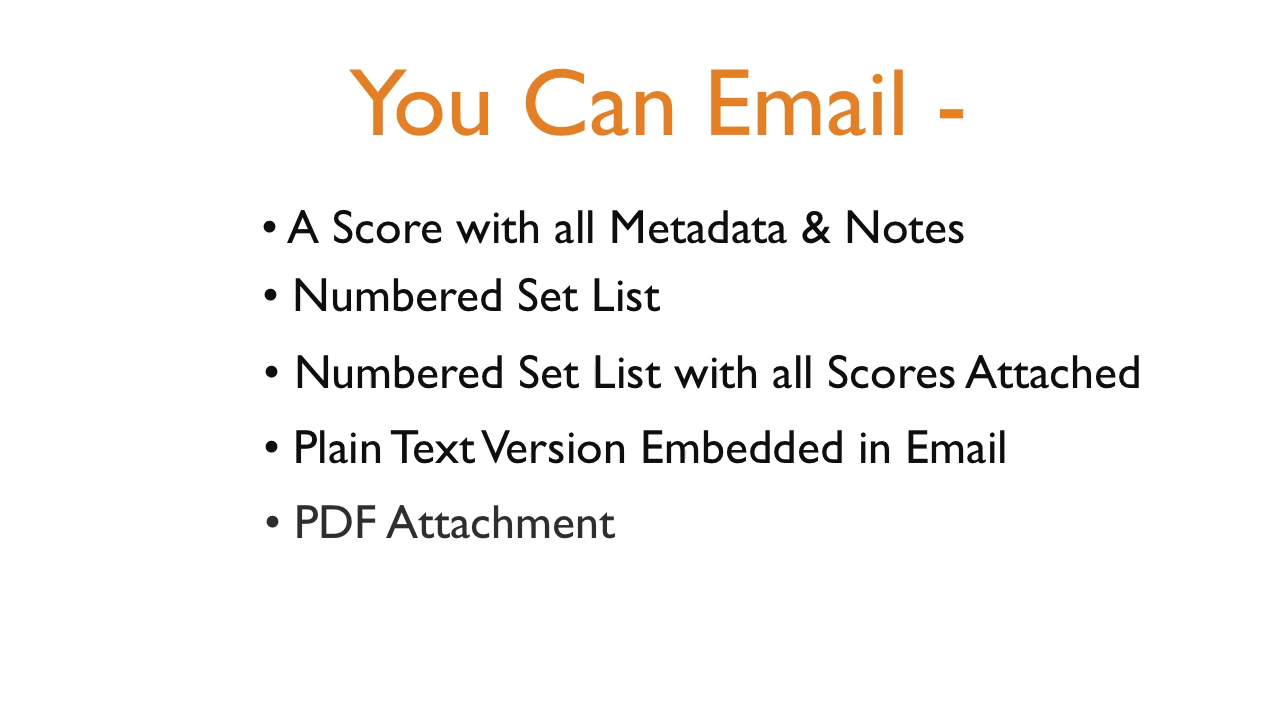 You Can Email -
• A Score with all Metadata & Notes
• Numbered Set List
• Numbered Set List with all Scores Attached
• Plain Text Version Embedded in Email
• PDF Attachment